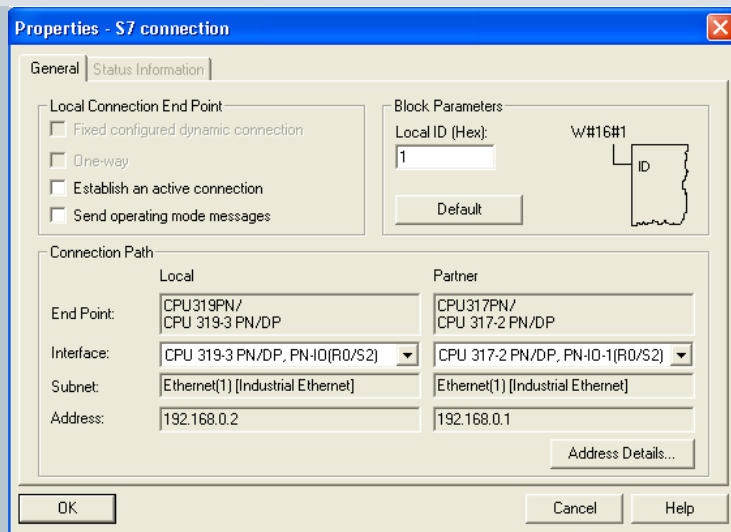 Properties - S7 connection
General
Status Information
Local Connection End Point
Fixed configured dynamic connection
One-way
Establish an active connection
Send operating mode messages
Block Parameters
Local ID (Hex):
1
Default
W#16#1
ID
Connection Path
Local
Partner
End Point:
CPU319PN/
CPU 319-3 PN/DP
CPU317PN/
CPU 317-2 PN/DP
Interface:
CPU 319-3 PN/DP, PN-IO(R0/S2)
CPU 317-2 PN/DP, PN-IO-1(R0/S2)
Subnet:
Ethernet(1) [Industrial Ethernet]
Ethernet(1) [Industrial Ethernet]
Address:
192.168.0.2
192.168.0.1
Address Details...
OK
Cancel
Help